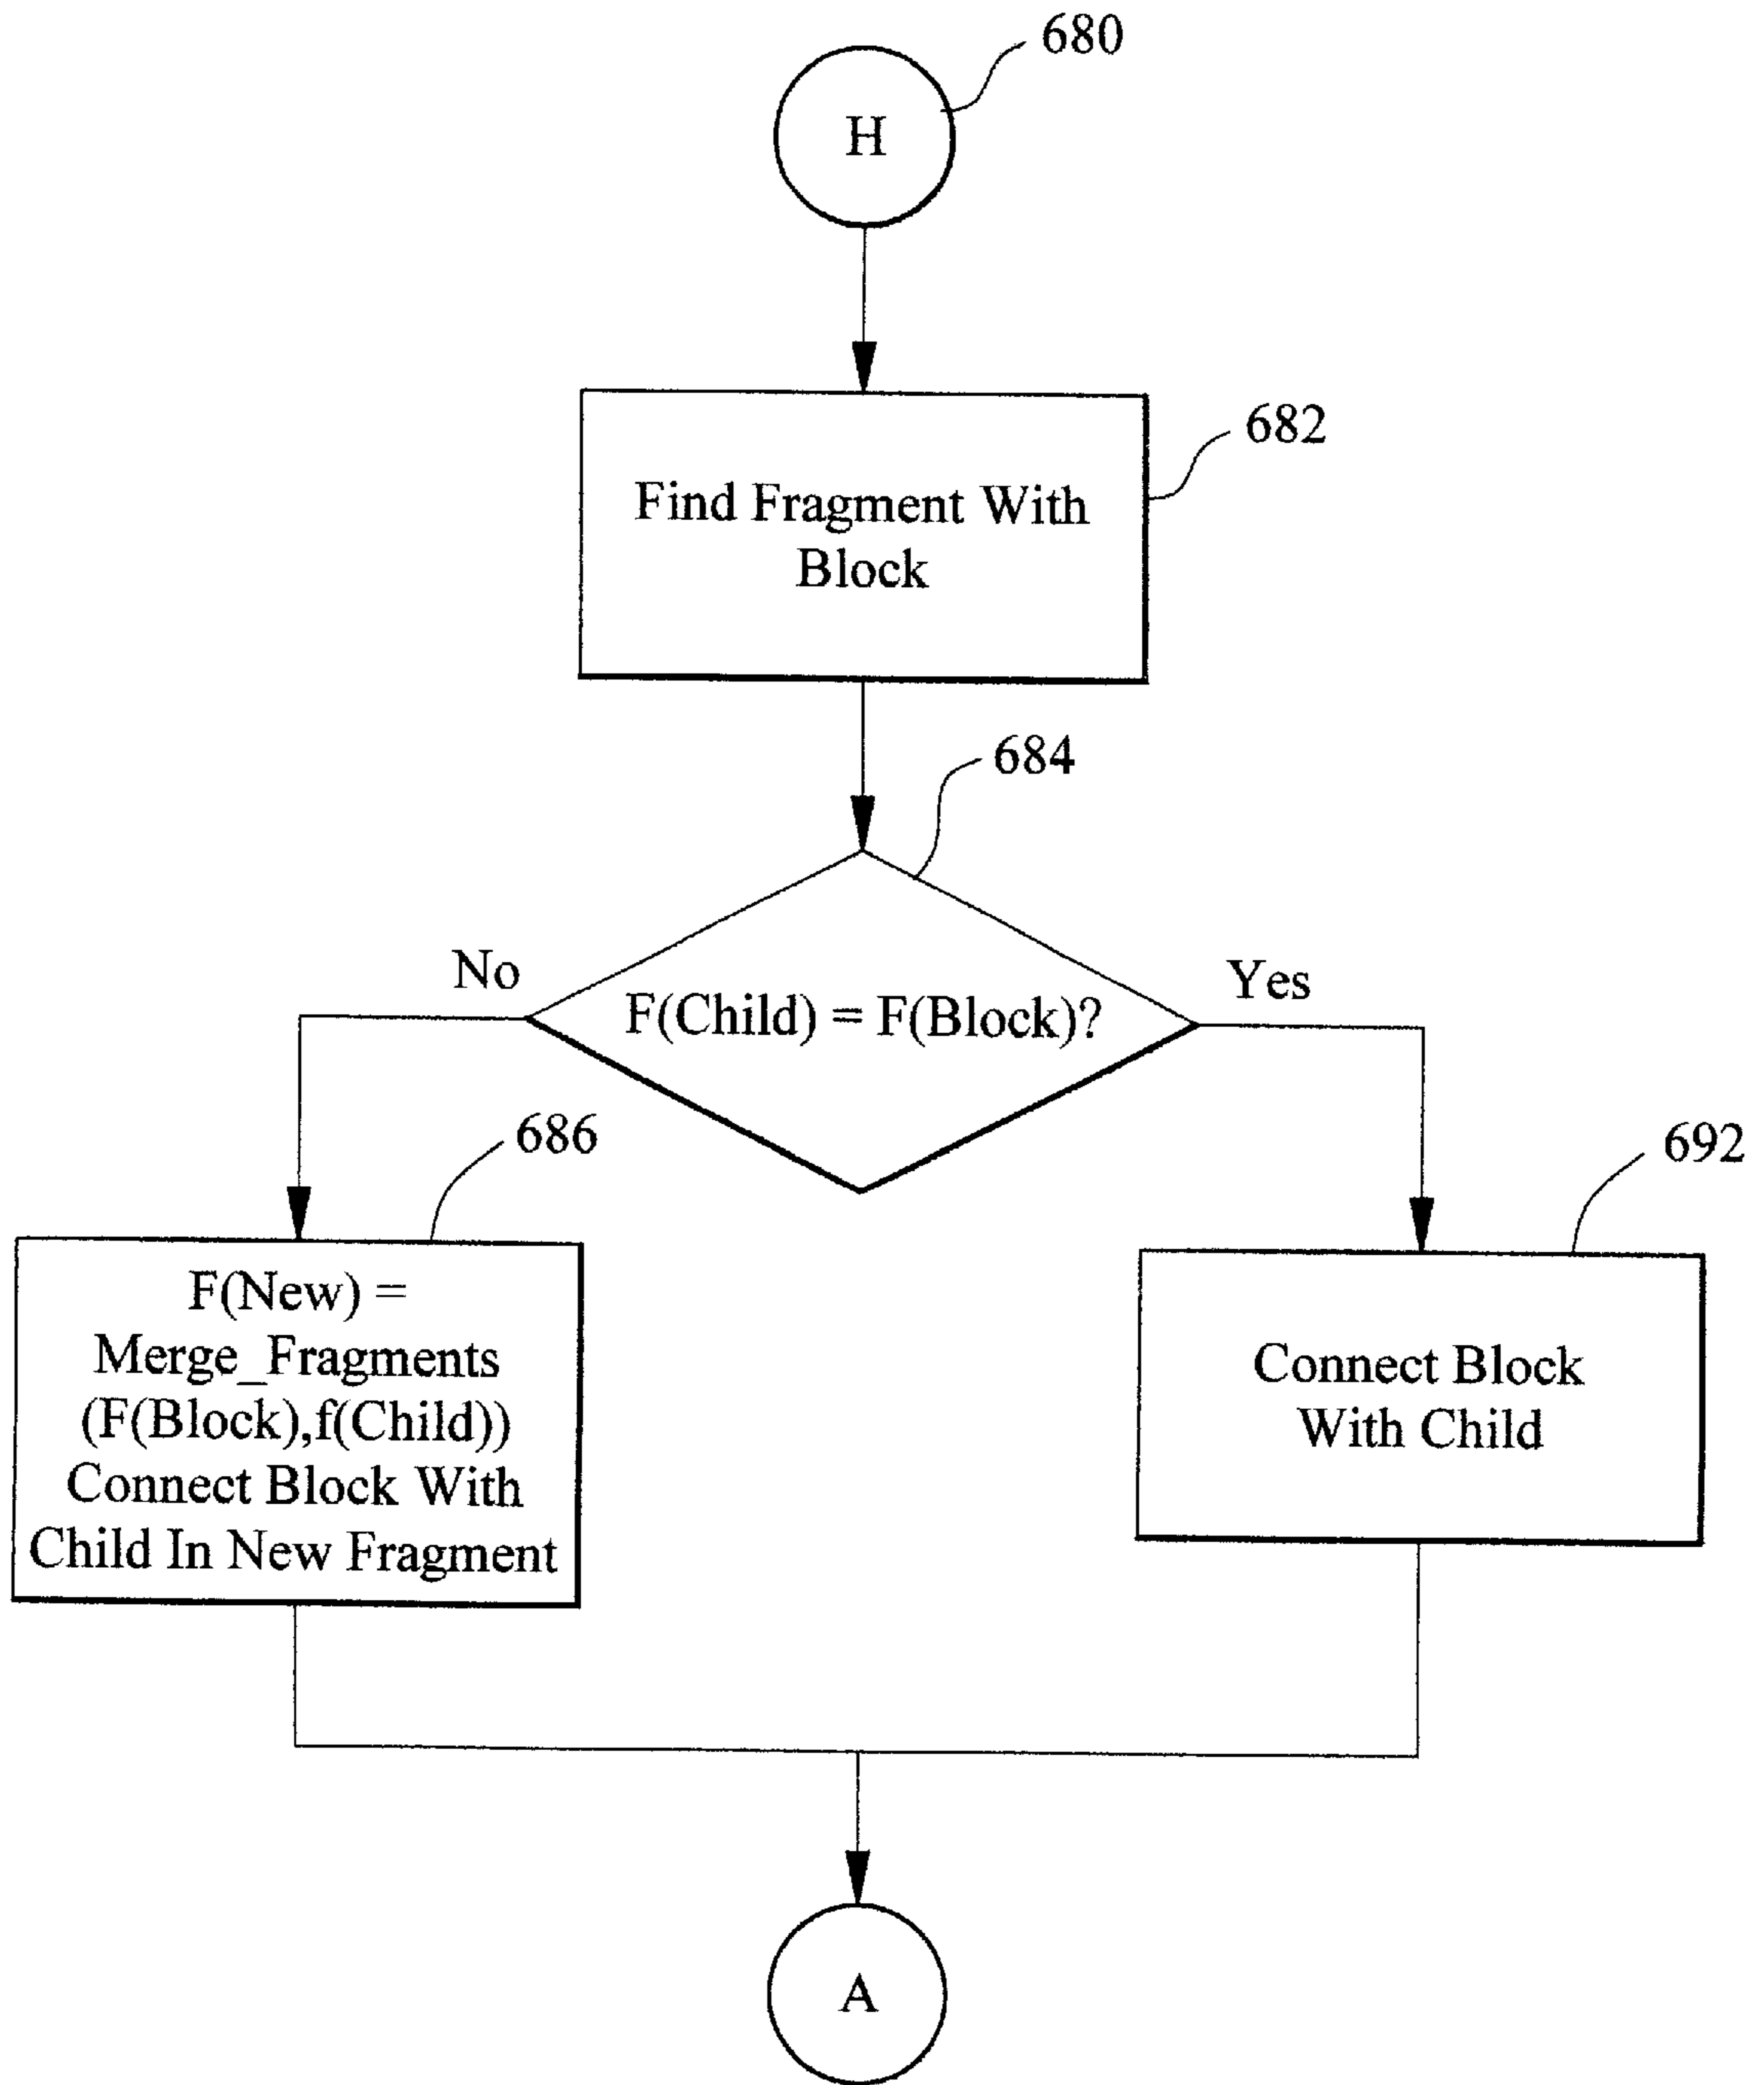 680
H
682
Find Fragment With
Block
684
No
Yes
F(Child) = F(Block)?
686
692
F(New) =
Merge_Fragments
(F(Block),f(Child))
Connect Block With
Child In New Fragment
Connect Block
With Child
A